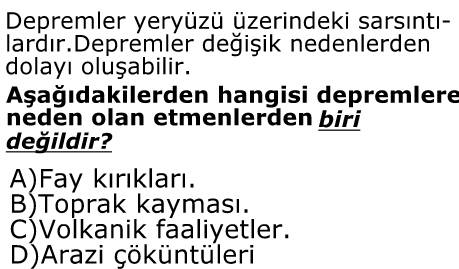 Depremler yeryüzü üzerindeki sarsıntı-
lardır.Depremler değişik nedenlerden
dolayı oluşabilir.
Aşağıdakilerden hangisi depremlere
neden olan etmenlerden biri
değildir?
A)Fay kırıkları.
B)Toprak kayması.
C)Volkanik faaliyetler.
D)Arazi çöküntüleri